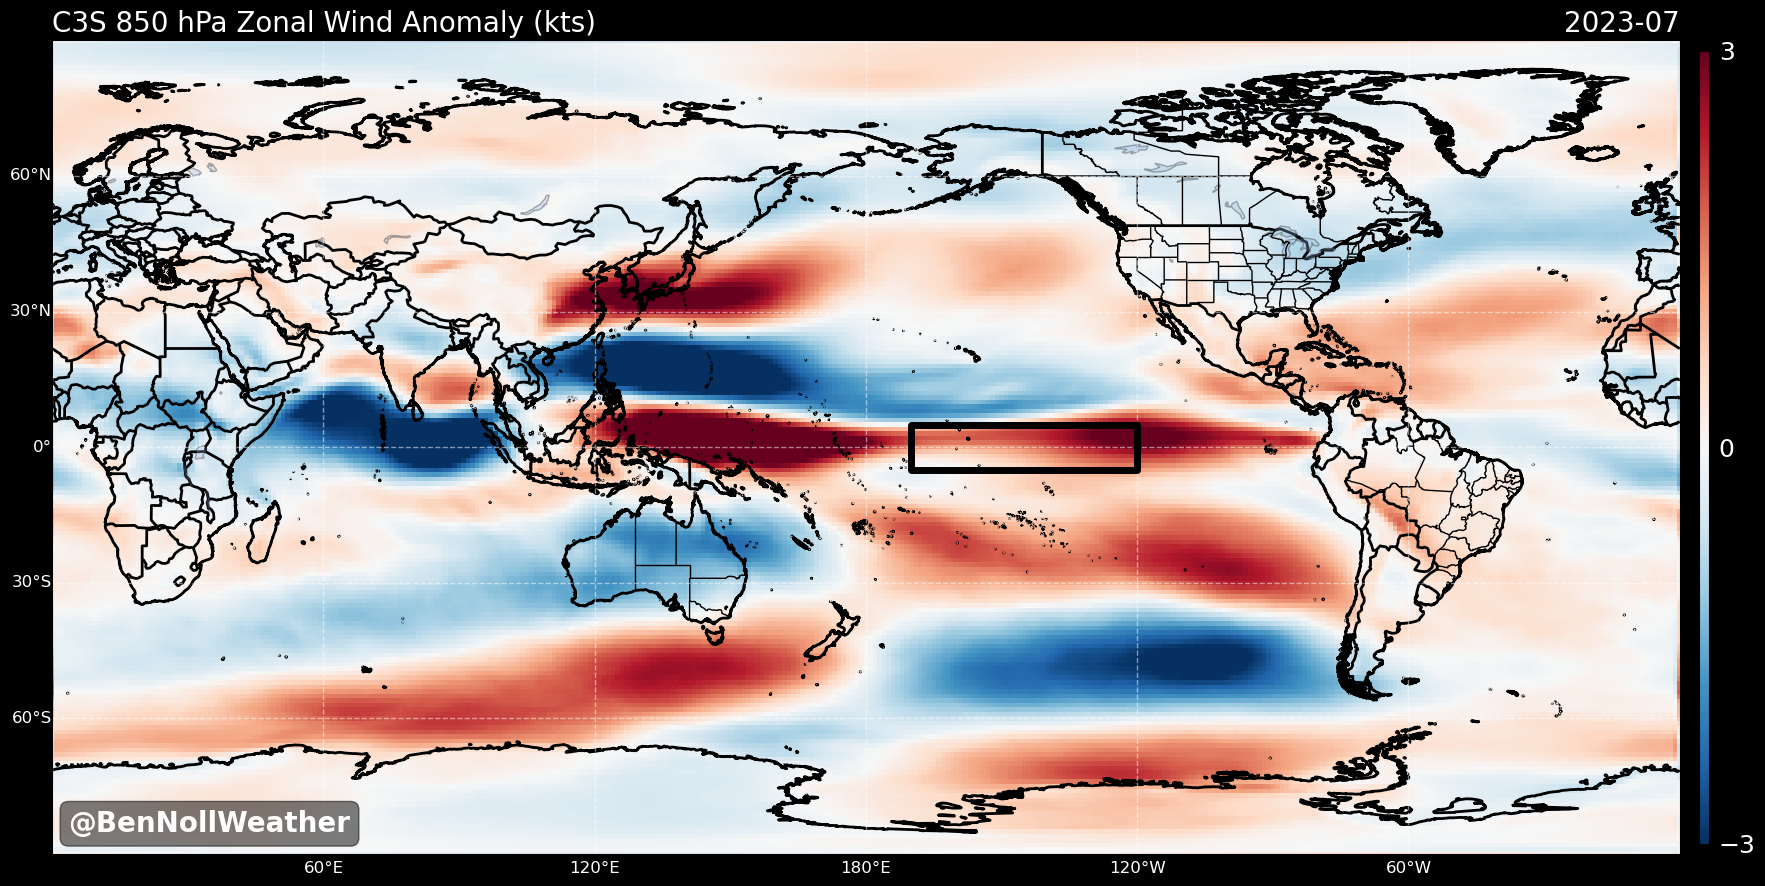 C3S 850 hPa Zonal Wind Anomaly (kts)
2023-07
3
0
−3
60°N
30°N
0°
30°S
60°S
60°E
120°E
180°E
120°W
60°W
@BenNollWeather